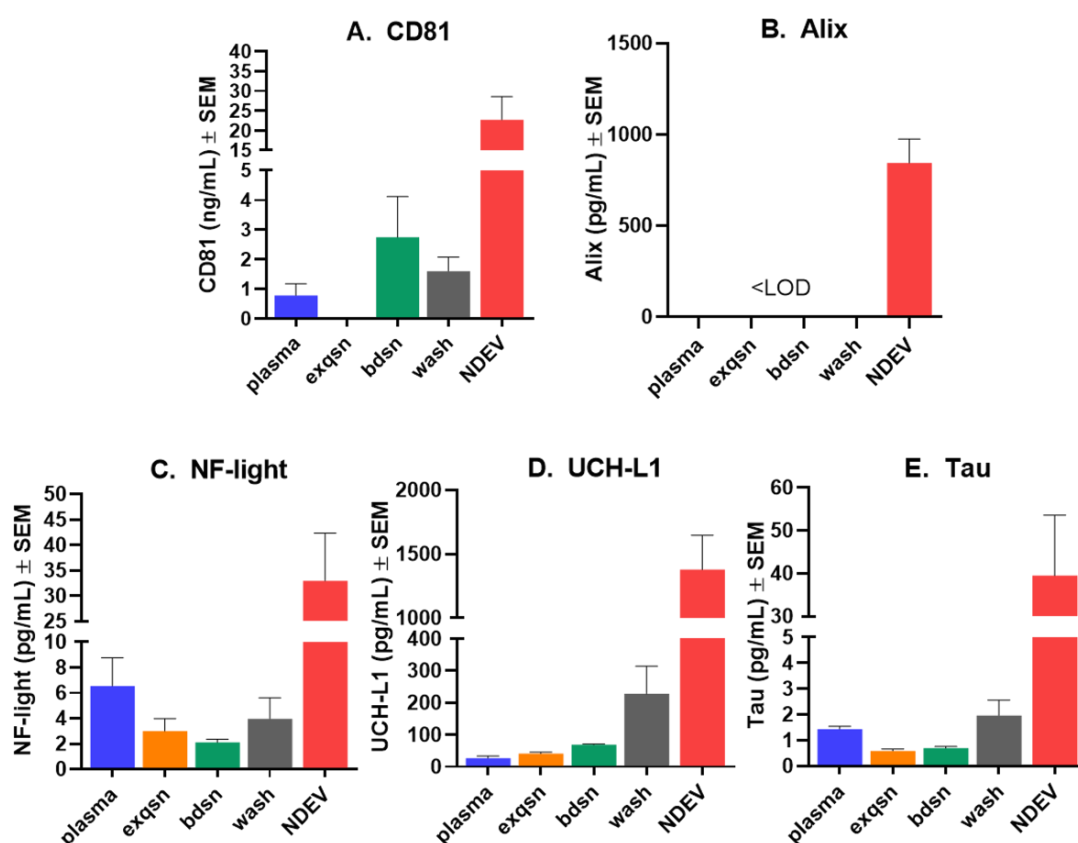 A. CD81
CD81 (ng/mL) ± SEM
40
35
30
25
20
15
5
4
3
2
1
0
plasma
exqsn
bdsn
wash
NDEV
B. Alix
Alix (pg/mL) ± SEM
1500
1000
500
0
<LOD
plasma
exqsn
bdsn
wash
NDEV
C. NF-light
NF-light (pg/mL) ± SEM
50
45
40
35
30
25
10
8
6
4
2
0
plasma
exqsn
bdsn
wash
NDEV
D. UCH-L1
UCH-L1 (pg/mL) ± SEM
2000
1500
1000
400
300
200
100
0
plasma
exqsn
bdsn
wash
NDEV
E. Tau
Tau (pg/mL) ± SEM
60
50
40
30
5
4
3
2
1
0
plasma
exqsn
bdsn
wash
NDEV